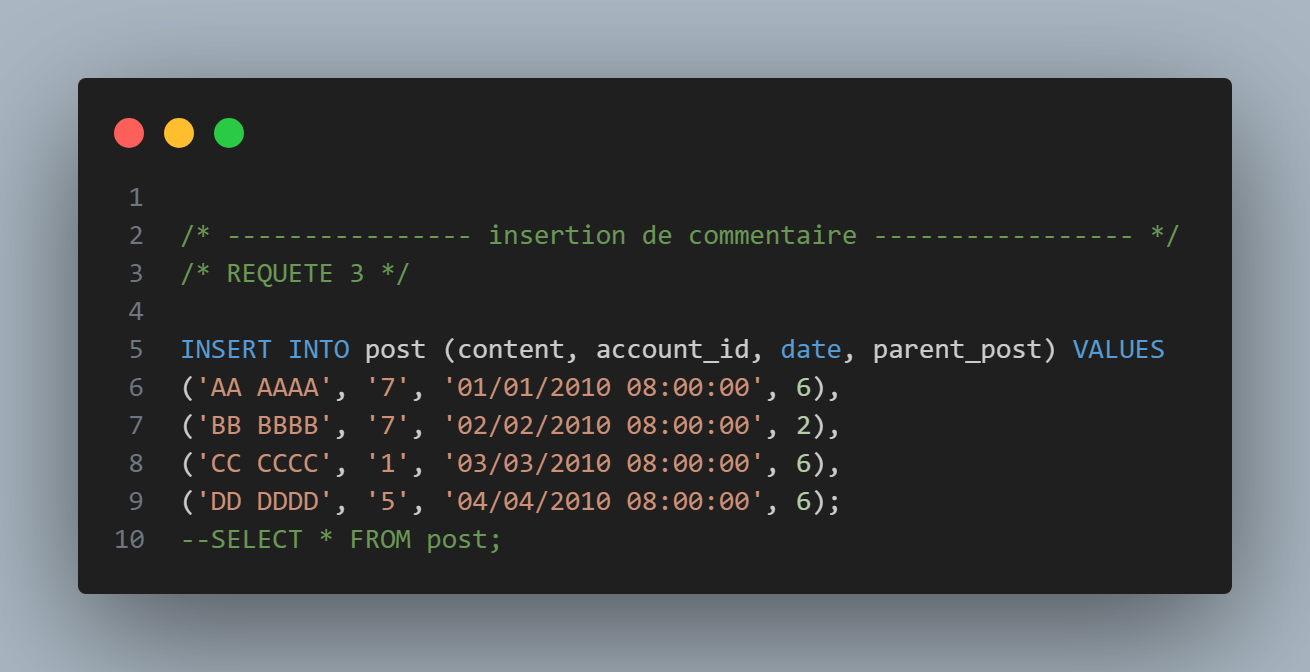 1
2 /* ---------------- insertion de commentaire ----------------- */
3 /* REQUETE 3 */
4
5 INSERT INTO post (content, account_id, date, parent_post) VALUES
6 ('AA AAAA', '7', '01/01/2010 08:00:00', 6),
7 ('BB BBBB', '7', '02/02/2010 08:00:00', 2),
8 ('CC CCCC', '1', '03/03/2010 08:00:00', 6),
9 ('DD DDDD', '5', '04/04/2010 08:00:00', 6);
10 --SELECT * FROM post;